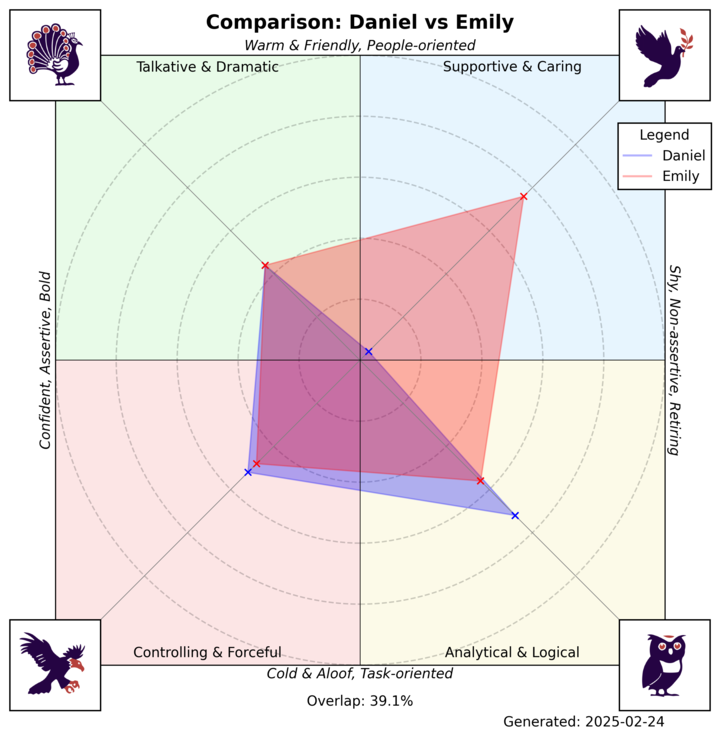 Comparison: Daniel vs Emily
Warm & Friendly, People-oriented
Talkative & Dramatic
Supportive & Caring
Legend
Daniel
Emily
Confident, Assertive, Bold
Shy, Non-assertive, Retiring
Controlling & Forceful
Analytical & Logical
Cold & Aloof, Task-oriented
Overlap: 39.1%
Generated: 2025-02-24